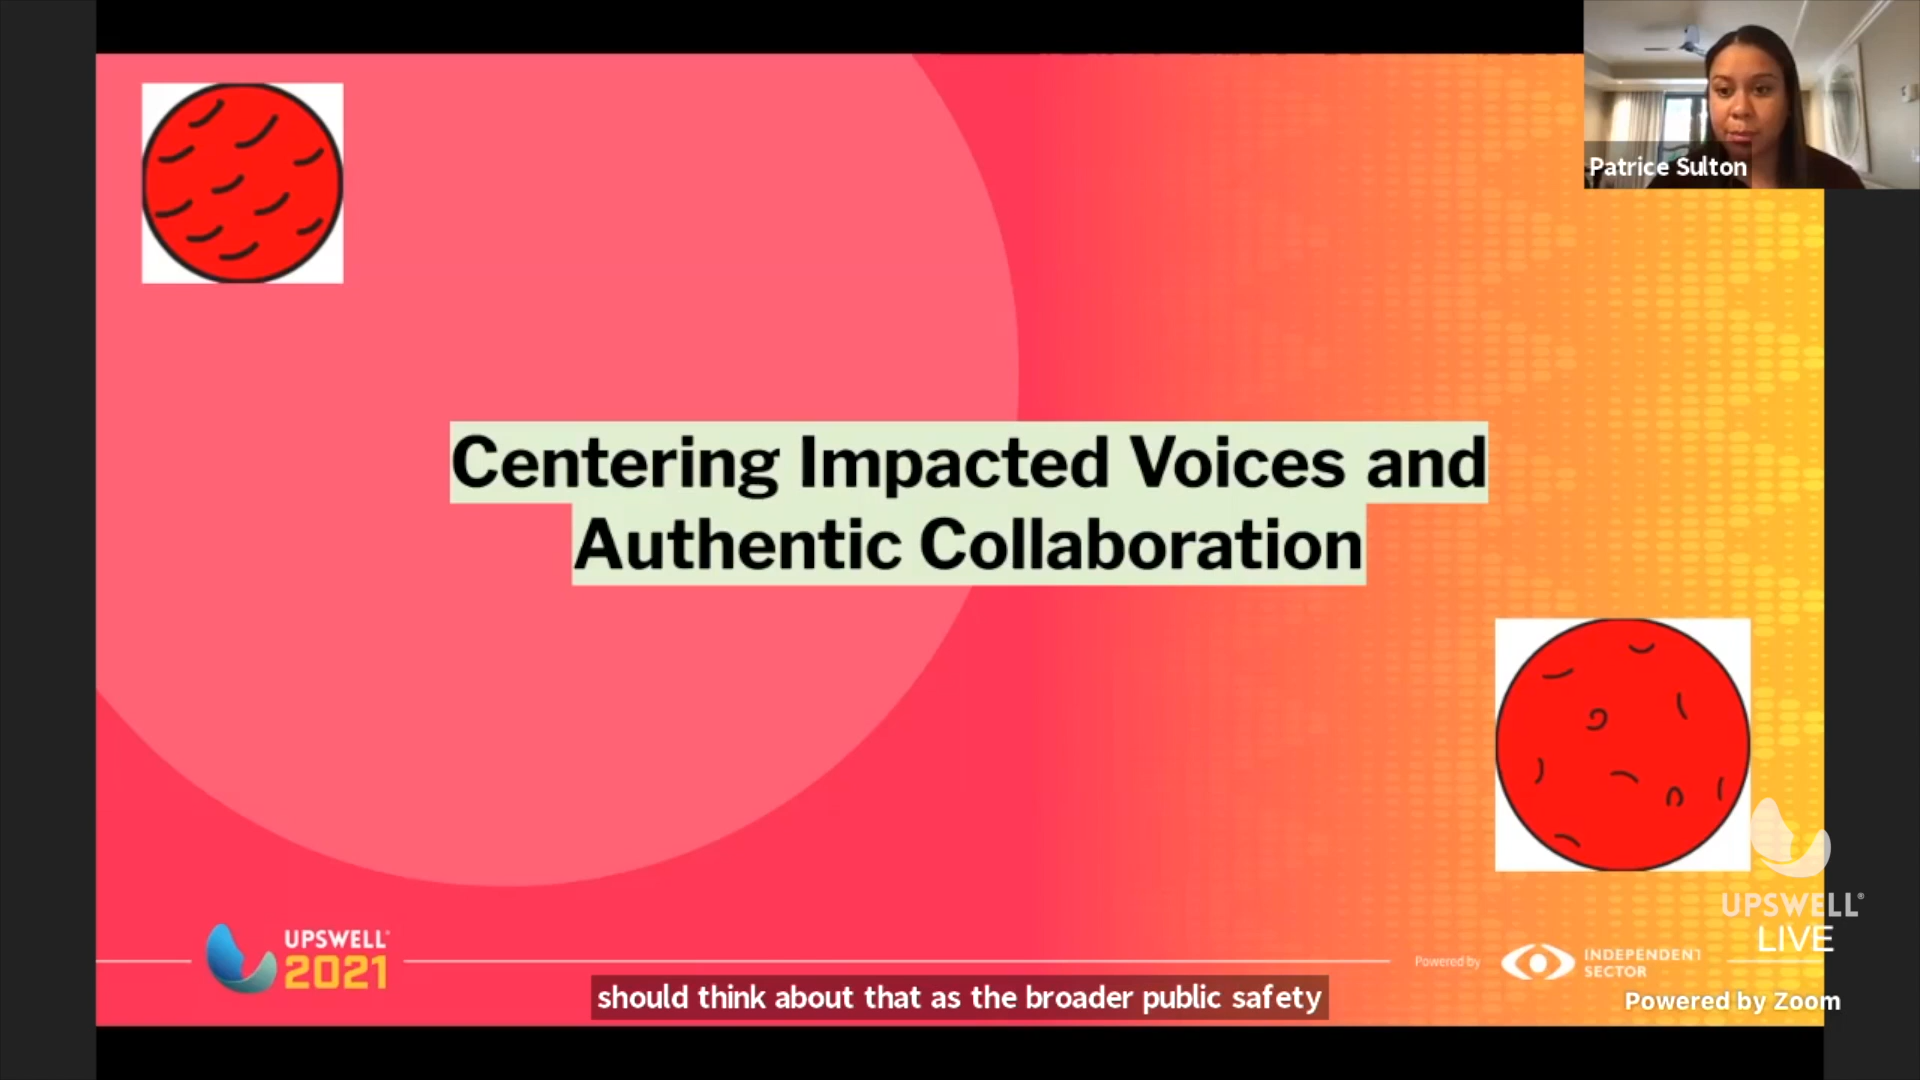 Patrice Sulton
Centering Impacted Voices and
Authentic Collaboration
UPSWELL®
LIVE
UPSWELL
2021
Powered by
INDEPENDENT
SECTOR
should think about that as the broader public safety
Powered by Zoom